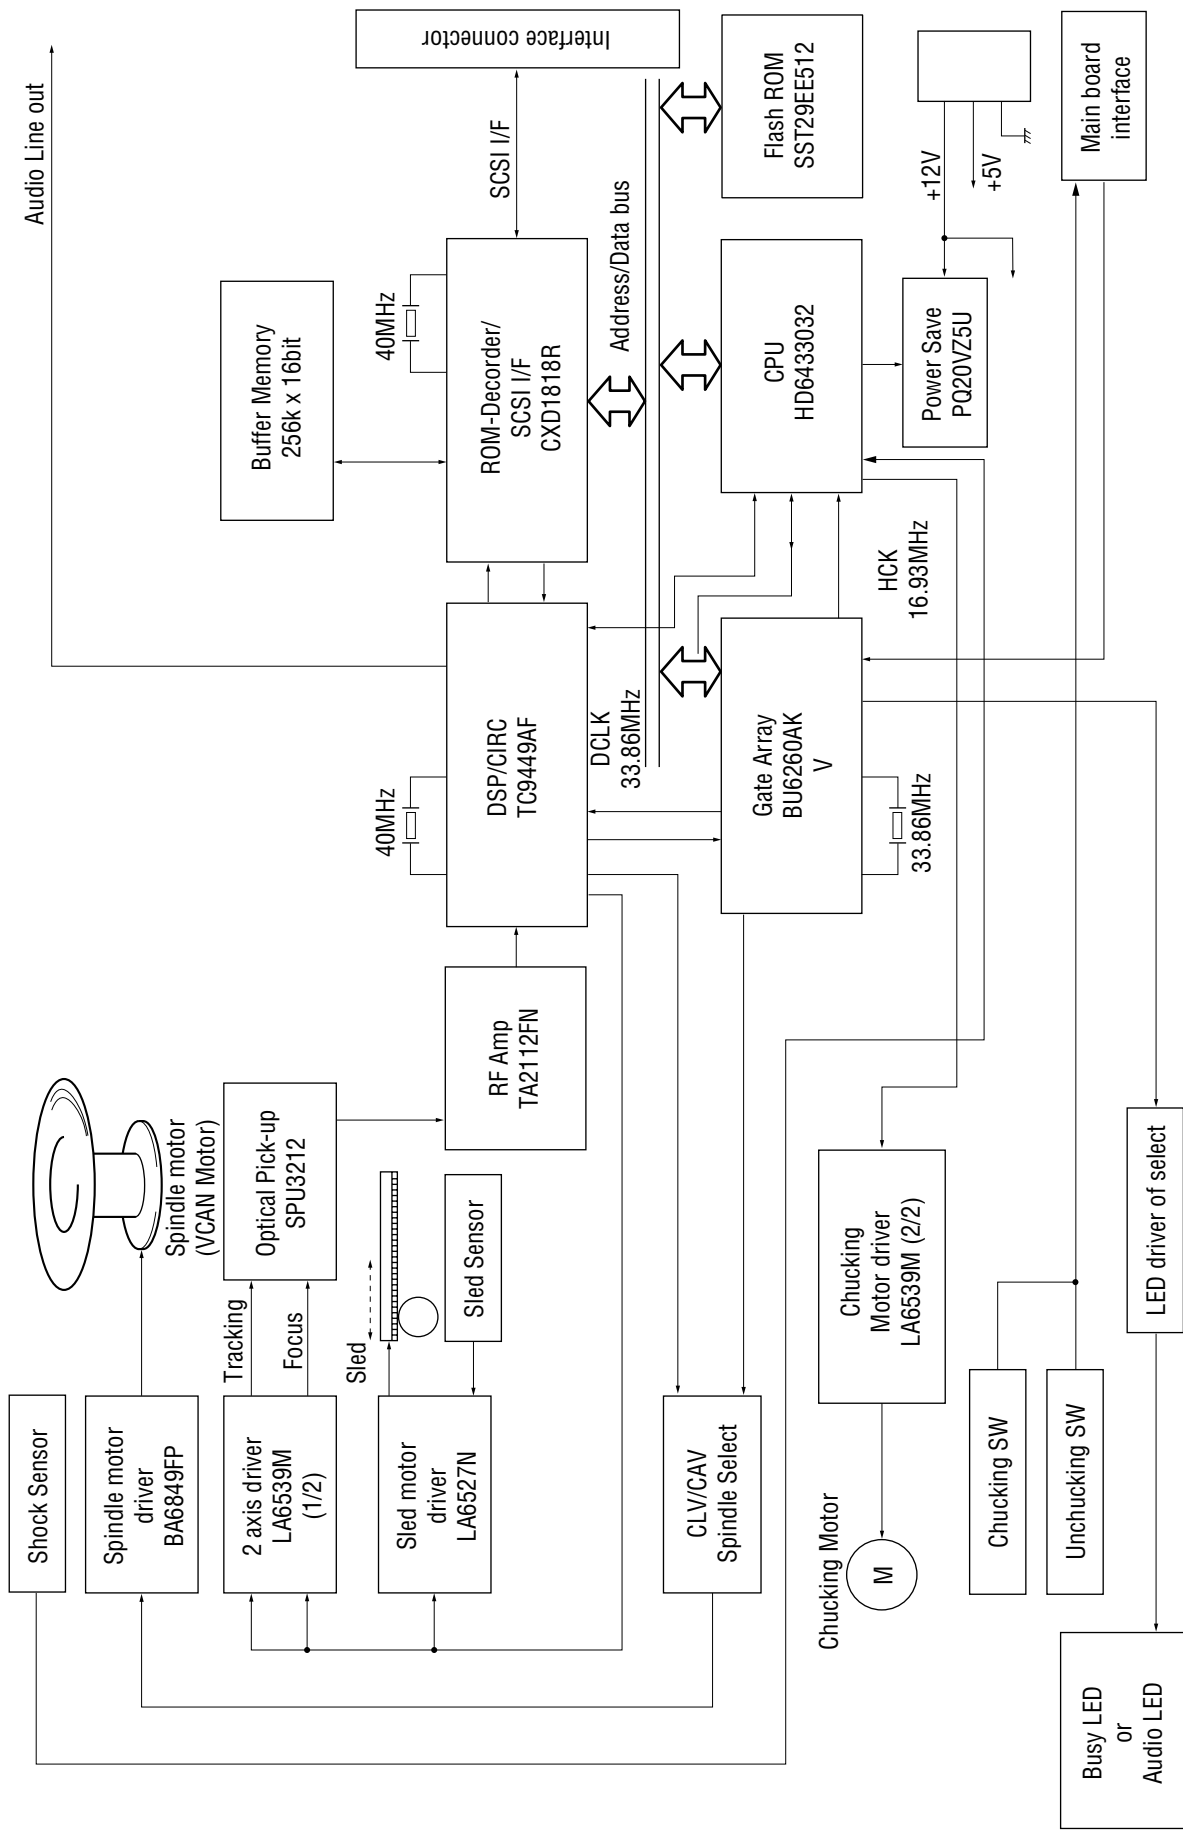 Shock Sensor
Spindle motor
driver
BA6849FP
Spindle motor
(VCAN Motor)
2 axis driver
LA6539M
(1/2)
Tracking
Focus
Optical Pick-up
SPU3212
Sled motor
driver
LA6527N
Sled
Sled Sensor
RF Amp
TA2112FN
CLV/CAV
Spindle Select
Audio Line out
Buffer Memory
256k x 16bit
40MHz
40MHz
DSP/CIRC
TC9449AF
ROM-Decorder/
SCSI I/F
CXD1818R
SCSI I/F
Interface connector
DCLK
33.86MHz
Address/Data bus
Gate Array
BU6260AK
V
33.86MHz
HCK
16.93MHz
CPU
HD6433032
Flash ROM
SST29EE512
Power Save
PQ20VZ5U
+12V
+5V
Main board
interface
Chucking Motor
M
Chucking
Motor driver
LA6539M (2/2)
Chucking SW
Unchucking SW
LED driver of select
Busy LED
or
Audio LED